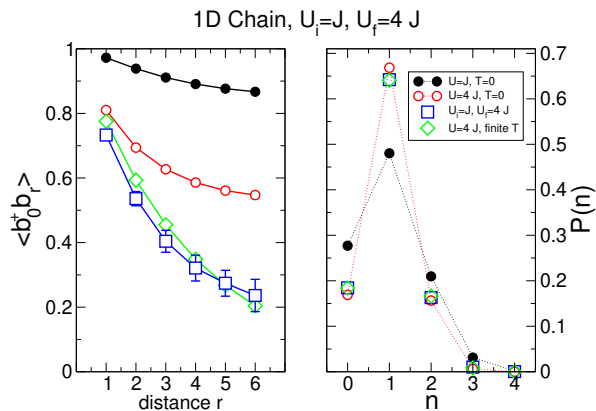 1D Chain, U_i=J, U_f=4 J
1
0.8
0.6
0.4
0.2
0
<b_0^+ b_r>
1 2 3 4 5 6
distance r
U=J, T=0
U=4 J, T=0
U_i=J, U_f=4 J
U=4 J, finite T
0.7
0.6
0.5
0.4
0.3
0.2
0.1
0
P(n)
0 1 2 3 4
n